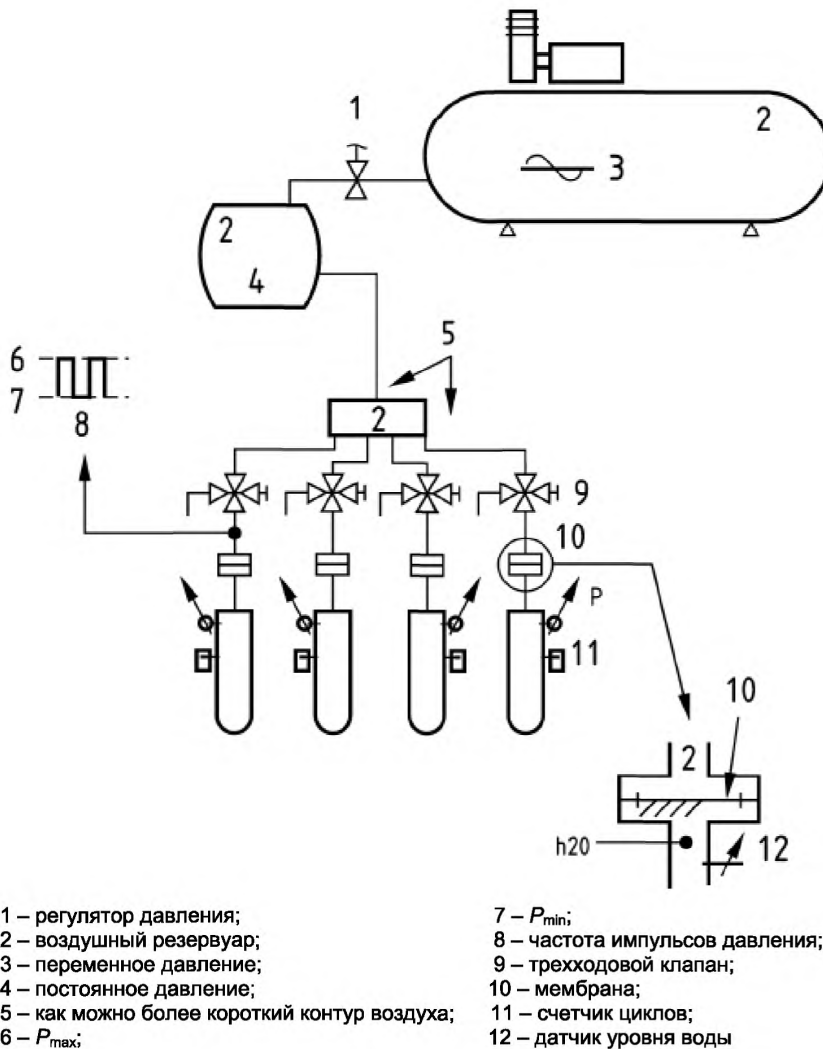 1
2
3
2
4
5
6
7
8
2
9
10
P
11
10
2
h20
12
1 – регулятор давления;
2 – воздушный резервуар;
3 – переменное давление;
4 – постоянное давление;
5 – как можно более короткий контур воздуха;
6 – Pmax;
7 – Pmin;
8 – частота импульсов давления;
9 – трехходовой клапан;
10 – мембрана;
11 – счетчик циклов;
12 – датчик уровня воды